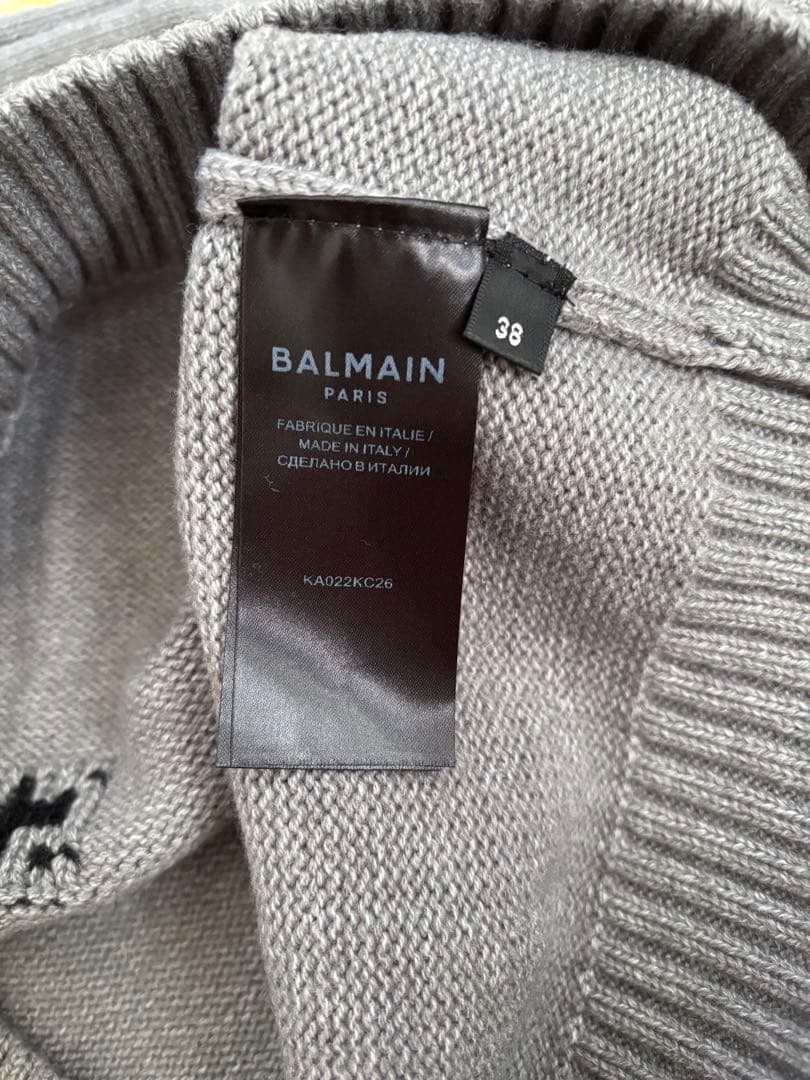 BALMAIN
PARIS
FABRIQUE EN ITALIE /
MADE IN ITALY /
СДЕЛАНО В ИТАЛИИ
KA022KC26
38